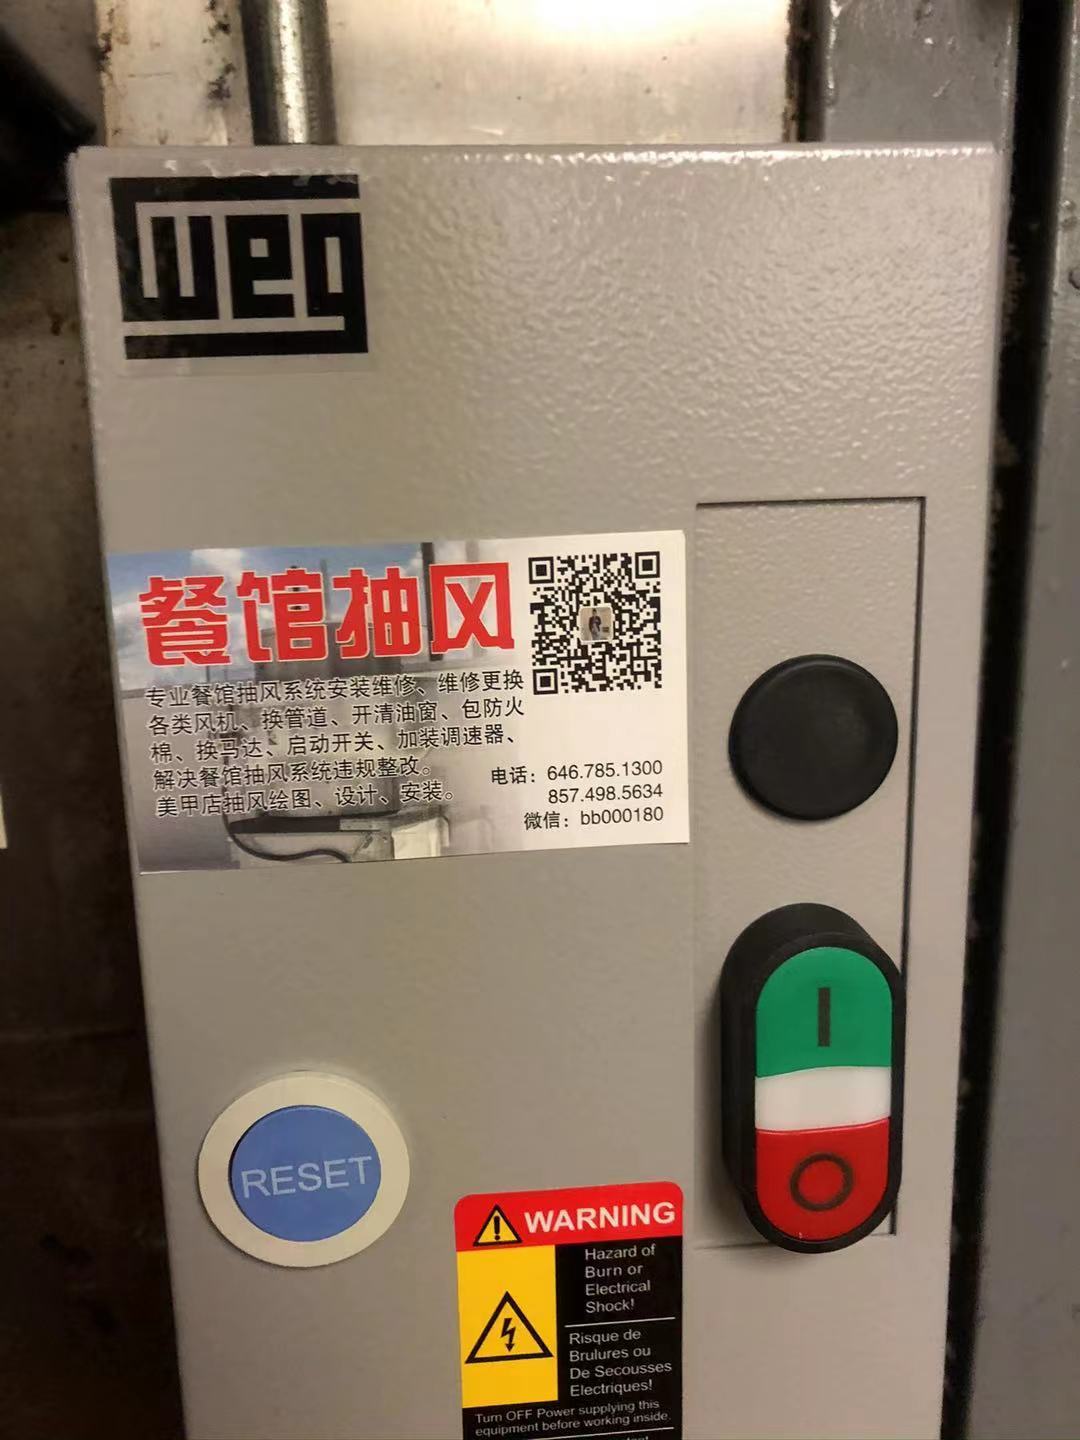 weg
餐馆抽风
专业餐馆抽风系统安装维修、维修更换
各类风机、换管道、开清油窗、包防火
棉、换马达、启动开关、加装调速器、
解决餐馆抽风系统违规整改。
美甲店抽风绘图、设计、安装。
电话：646.785.1300
857.498.5634
微信：bb000180
I
O
RESET
WARNING
Hazard of
Burn or
Electrical
Shock!
Risque de
Brulures ou
De Secousses
Electriques!
Turn OFF Power supplying this
equipment before working inside.